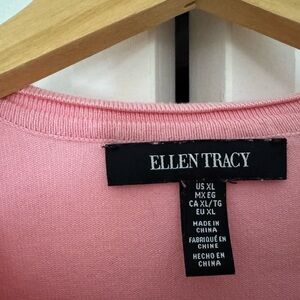 ELLEN TRACY
US XL
MX EG
CA XL/TG
EU XL
MADE IN
CHINA
FABRIQUÉ EN
CHINE
HECHO EN
CHINA